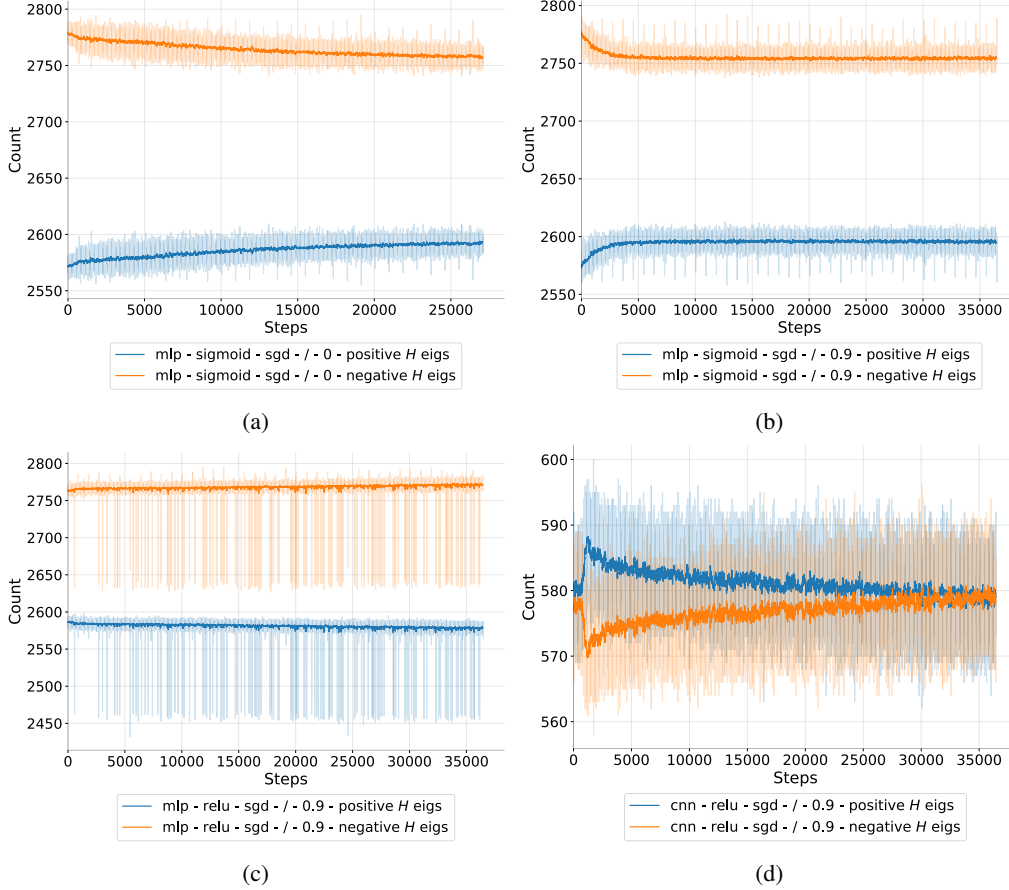 2800
2750
2700
2650
2600
2550
Count
0 5000 10000 15000 20000 25000
Steps
mlp - sigmoid - sgd - / - 0 - positive H eigs
mlp - sigmoid - sgd - / - 0 - negative H eigs
(a)
2800
2750
2700
2650
2600
2550
Count
0 5000 10000 15000 20000 25000 30000 35000
Steps
mlp - sigmoid - sgd - / - 0.9 - positive H eigs
mlp - sigmoid - sgd - / - 0.9 - negative H eigs
(b)
2800
2750
2700
2650
2600
2550
2500
2450
Count
0 5000 10000 15000 20000 25000 30000 35000
Steps
mlp - relu - sgd - / - 0.9 - positive H eigs
mlp - relu - sgd - / - 0.9 - negative H eigs
(c)
600
590
580
570
560
Count
0 5000 10000 15000 20000 25000 30000 35000
Steps
cnn - relu - sgd - / - 0.9 - positive H eigs
cnn - relu - sgd - / - 0.9 - negative H eigs
(d)